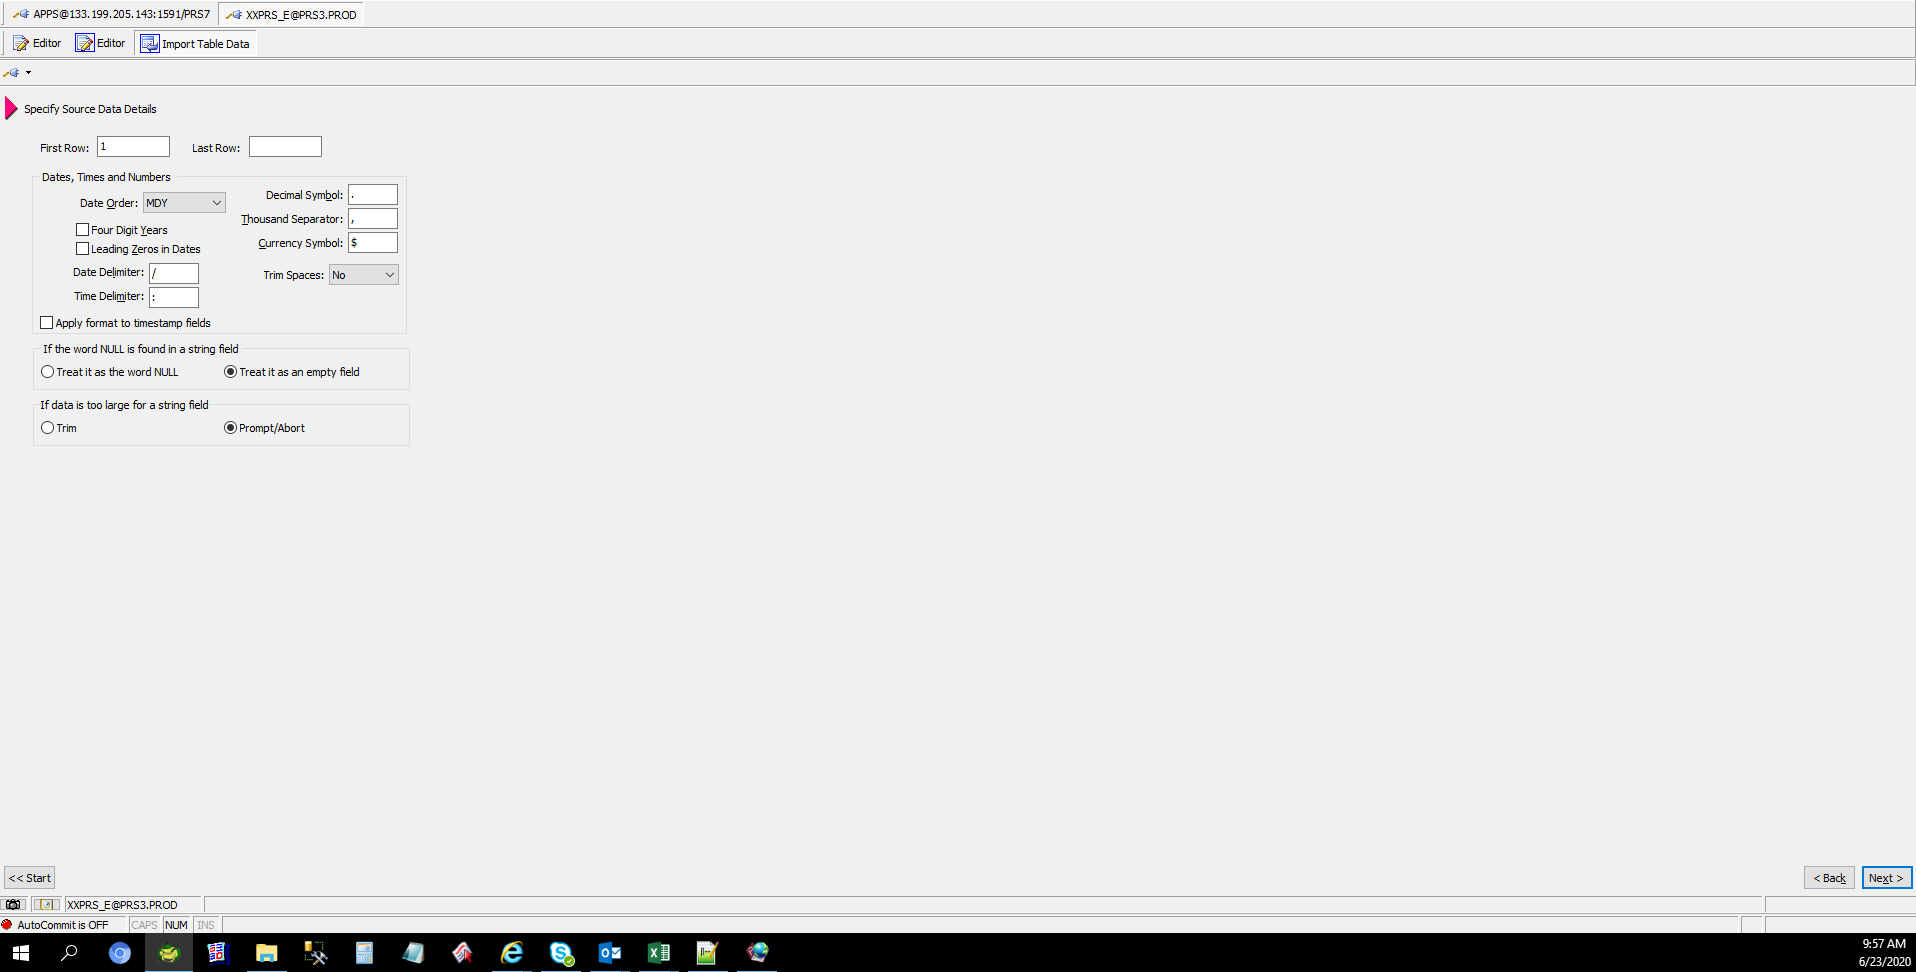 APPS@133.199.205.143:1591/PRS7 XXPRS_E@PRS3.PROD
Editor Editor Import Table Data
Specify Source Data Details
First Row: 1 Last Row:
Dates, Times and Numbers
Decimal Symbol: .
Date Order: MDY
Thousand Separator: ,
Four Digit Years
Currency Symbol: $
Leading Zeros in Dates
Date Delimiter: /
Trim Spaces: No
Time Delimiter: :
Apply format to timestamp fields
If the word NULL is found in a string field
Treat it as the word NULL Treat it as an empty field
If data is too large for a string field
Trim Prompt/Abort
<< Start < Back Next >
XXPRS_E@PRS3.PROD
AutoCommit is OFF CAPS NUM INS
9:57 AM
6/23/2020